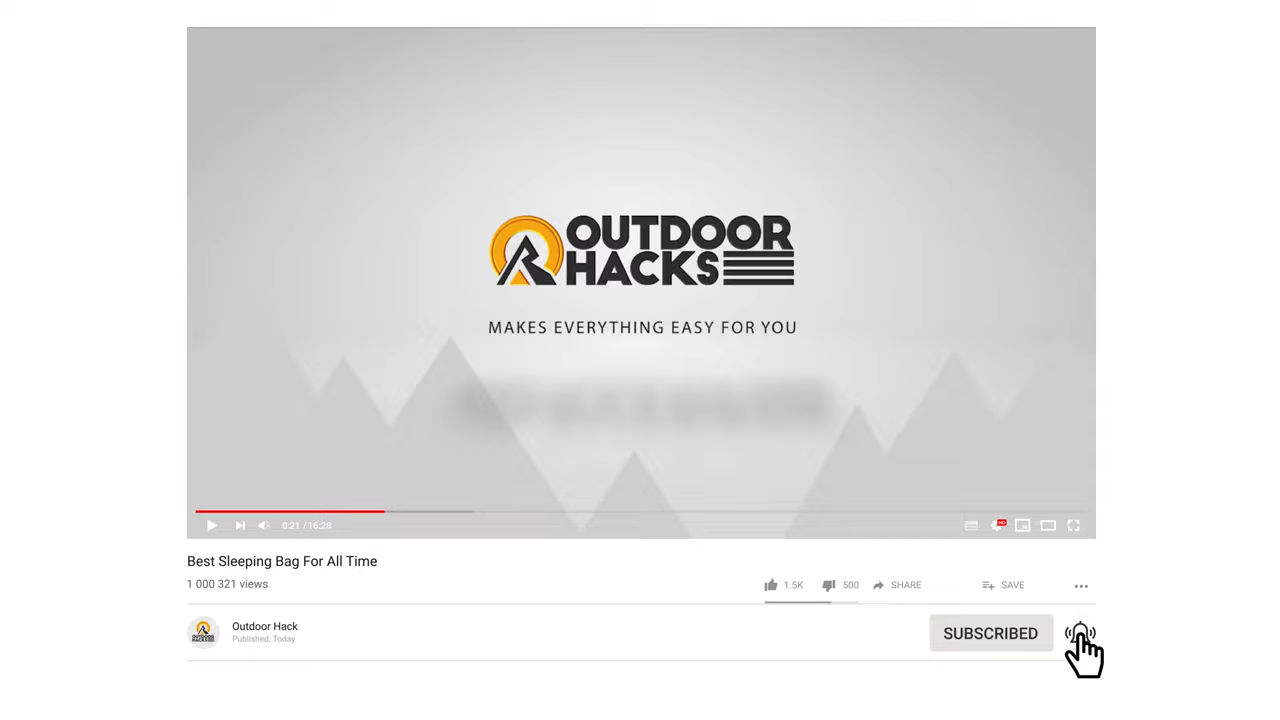 OUTDOOR
HACKS
MAKES EVERYTHING EASY FOR YOU
0:21 / 16:28
HD
Best Sleeping Bag For All Time
1 000 321 views
1.5K 500 SHARE SAVE
Outdoor Hack
Published: Today
SUBSCRIBED